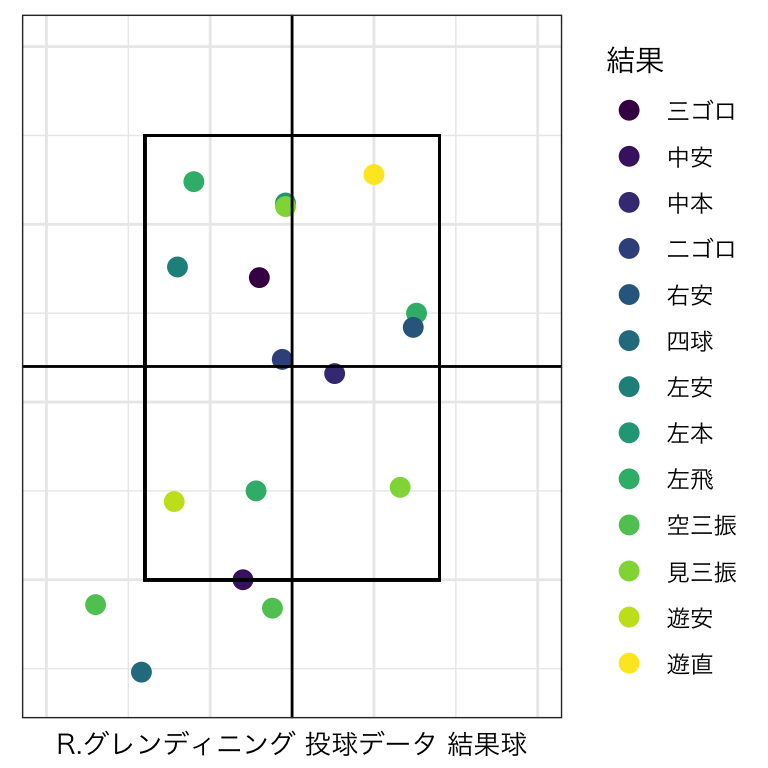 結果
三ゴロ
中安
中本
二ゴロ
右安
四球
左安
左本
左飛
空三振
見三振
遊安
遊直
R.グレンディニング 投球データ 結果球